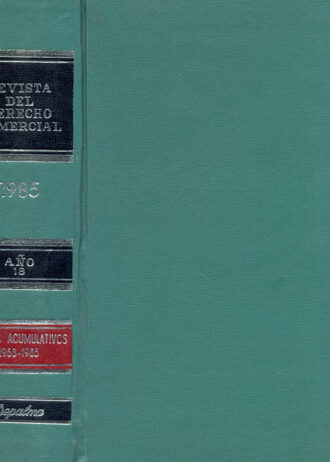 EVISTA
DEL
ERECHO
MERCIAL
1985
AÑO
18
ACUMULATIVOS
1968-1985
Depalma